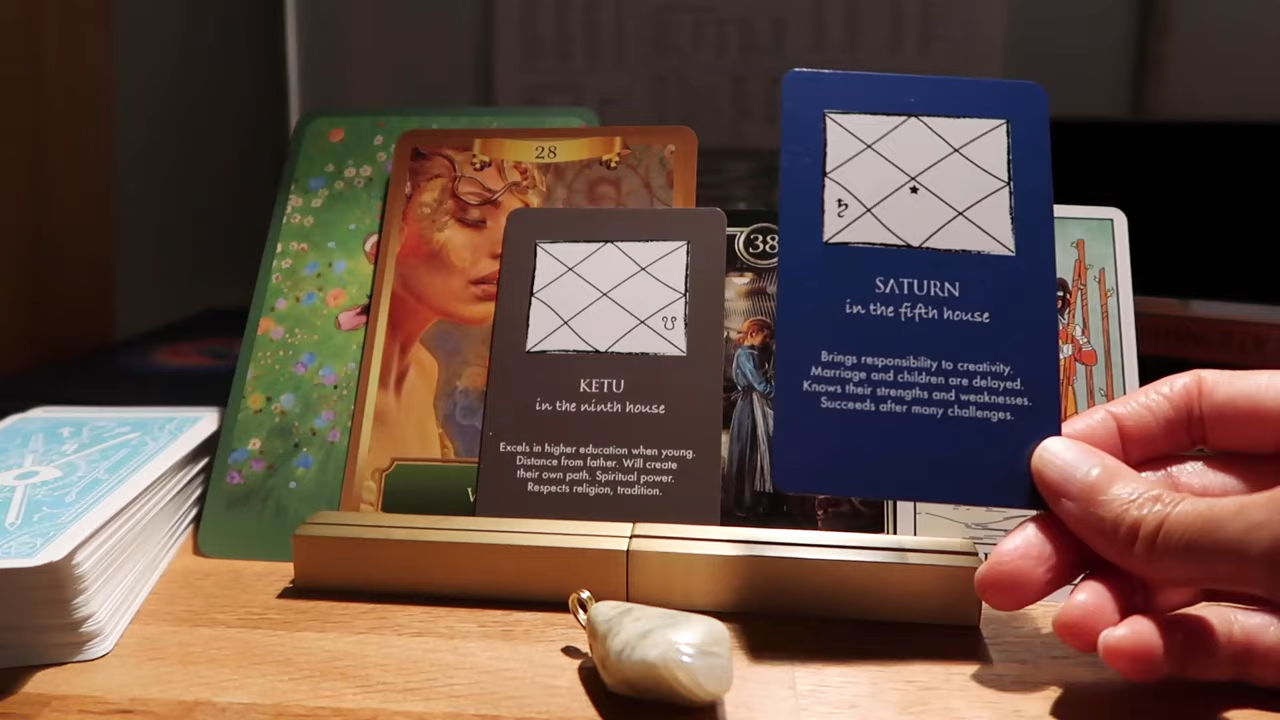 28
38
KETU
in the ninth house
Excels in higher education when young.
Distance from father. Will create
their own path. Spiritual power.
Respects religion, tradition.
SATURN
in the fifth house
Brings responsibility to creativity.
Marriage and children are delayed.
Knows their strengths and weaknesses.
Succeeds after many challenges.